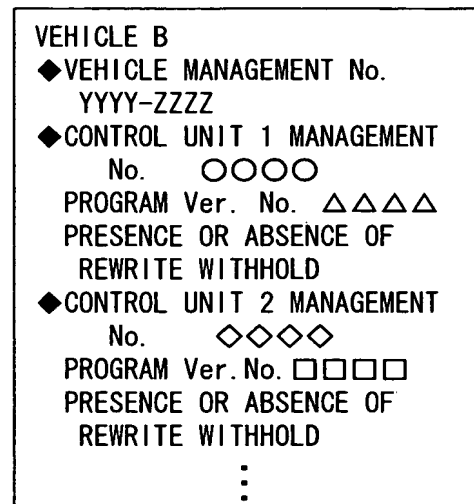 VEHICLE B
◆VEHICLE MANAGEMENT No.
YYYY-ZZZZ
◆CONTROL UNIT 1 MANAGEMENT
No. ○○○○
PROGRAM Ver. No. △△△△
PRESENCE OR ABSENCE OF
REWRITE WITHHOLD
◆CONTROL UNIT 2 MANAGEMENT
No. ◇◇◇◇
PROGRAM Ver. No. □□□□
PRESENCE OR ABSENCE OF
REWRITE WITHHOLD
⋮